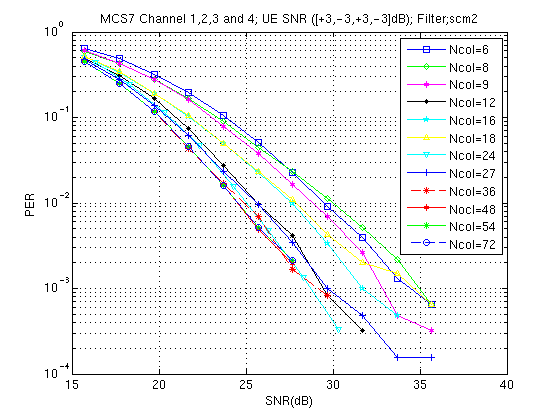 MCS7 Channel 1,2,3 and 4; UE SNR ([+3,−3,+3,−3]dB); Filter;scm2
PER
10^0
10^-1
10^-2
10^-3
10^-4
Ncol=6
Ncol=8
Ncol=9
Ncol=12
Ncol=16
Ncol=18
Ncol=24
Ncol=27
Ncol=36
Nocl=48
Ncol=54
Ncol=72
15 20 25 30 35 40
SNR(dB)